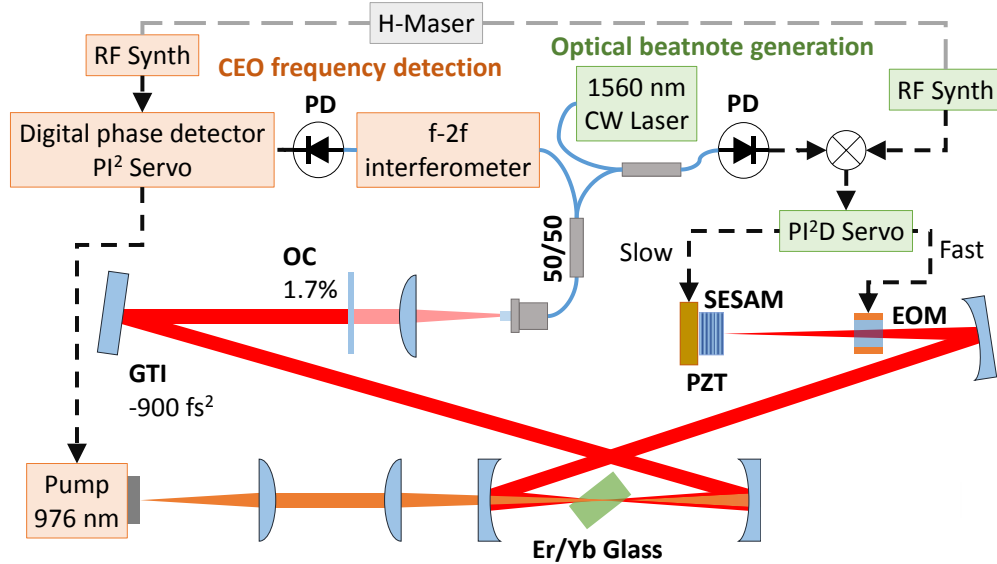 H-Maser
RF Synth
CEO frequency detection
Optical beatnote generation
RF Synth
PD
1560 nm
CW Laser
PD
Digital phase detector
PI² Servo
f-2f
interferometer
50/50
PI²D Servo
Slow
Fast
OC
1.7%
SESAM
EOM
PZT
GTI
-900 fs²
Pump
976 nm
Er/Yb Glass